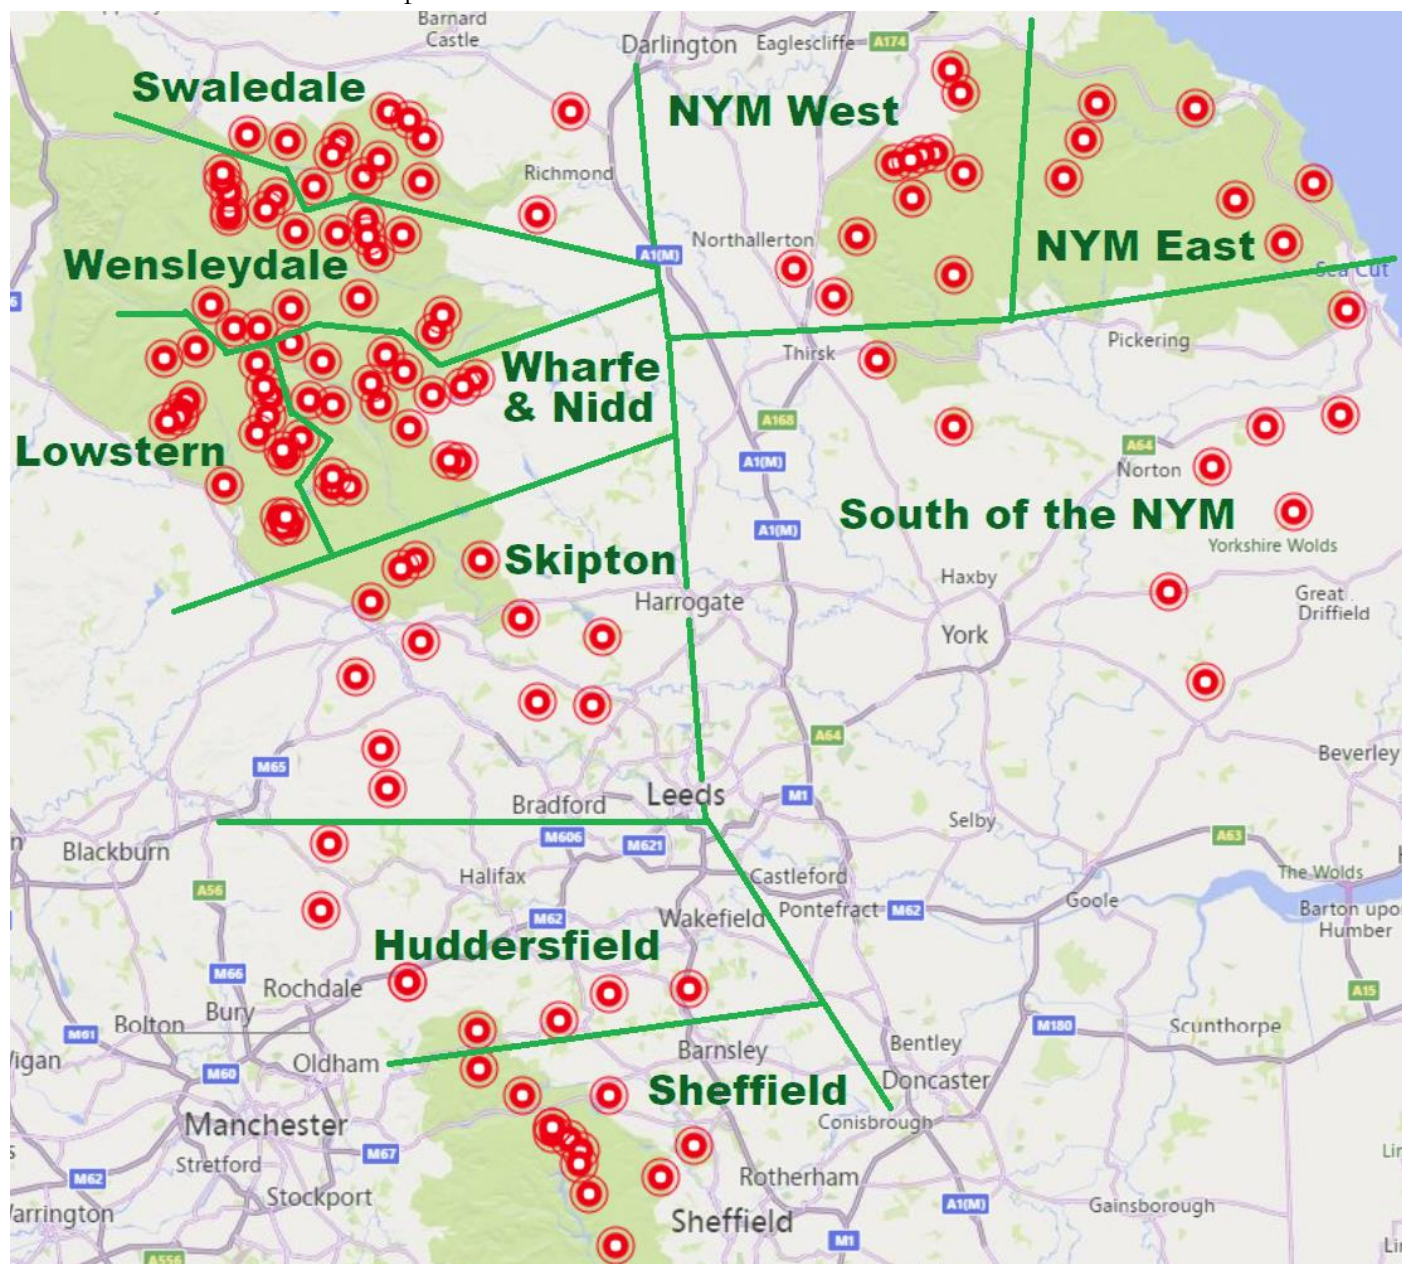 Barnard
Castle
Darlington
Eaglescliffe
A174
Swaledale
NYM West
Richmond
Northallerton
A1(M)
NYM East
Wensleydale
Sea Cut
6
Pickering
Thirsk
Wharfe
& Nidd
A168
A64
Lowstern
A1(M)
Norton
South of the NYM
A1(M)
Yorkshire Wolds
Skipton
Haxby
Harrogate
Great
Driffield
York
A64
Beverley
M65
Leeds
M1
Bradford
Selby
M606
A63
M621
Blackburn
The Wolds
Halifax
Castleford
A56
Goole
M62
Wakefield
Pontefract
M62
Barton upo
Humber
Huddersfield
M66
Rochdale
A15
Bury
Bolton
M61
M180
Scunthorpe
Barnsley
Bentley
Oldham
M60
Sheffield
Doncaster
Manchester
Conisbrough
M67
Stretford
M62
Rotherham
Stockport
A1(M)
Gainsborough
arrington
Sheffield
M1
A556